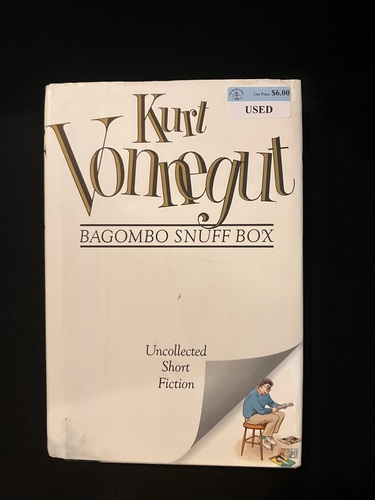 Our Price $6.00
USED
Kurt
Vonnegut
BAGOMBO SNUFF BOX
Uncollected
Short
Fiction